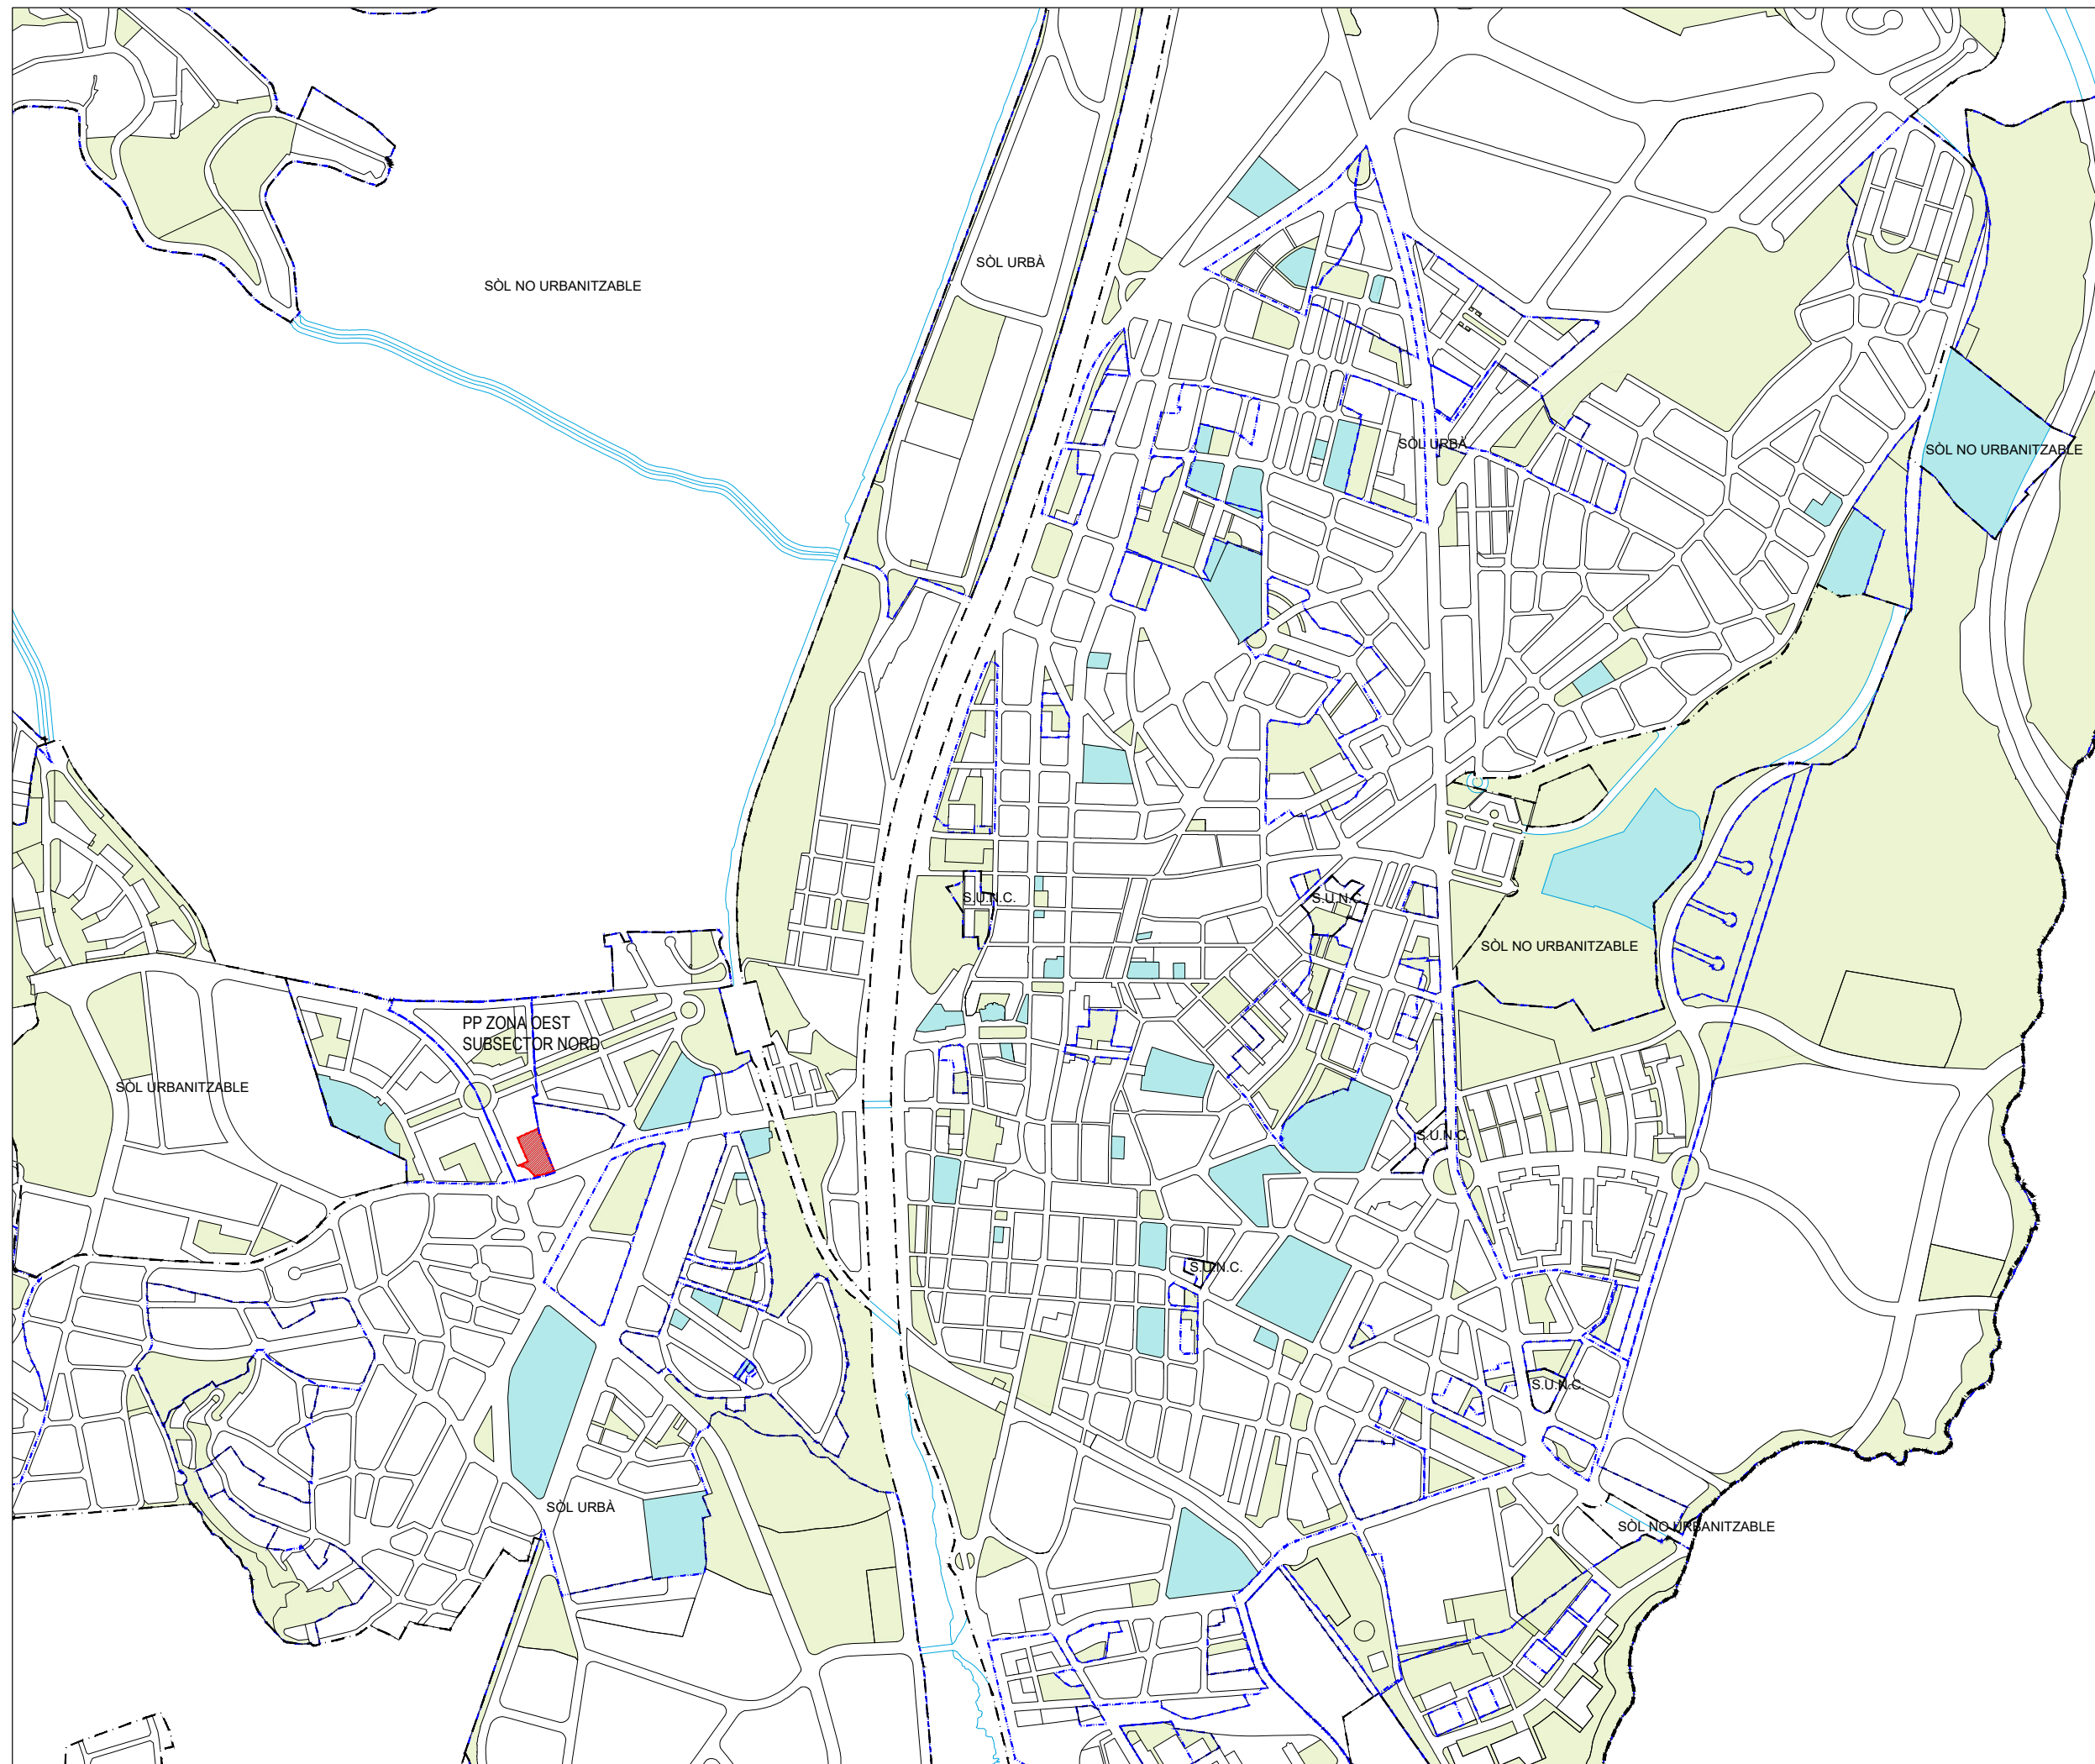 SÒL URBÀ
SÒL NO URBANITZABLE
SÒL URBÀ
SÒL NO URBANITZABLE
S.U.N.C.
S.U.N.C.
SÒL NO URBANITZABLE
PP ZONA OEST
SUBSECTOR NORD
SÒL URBANITZABLE
S.U.N.C.
S.U.N.C.
S.U.N.C.
SÒL URBÀ
SÒL NO URBANITZABLE